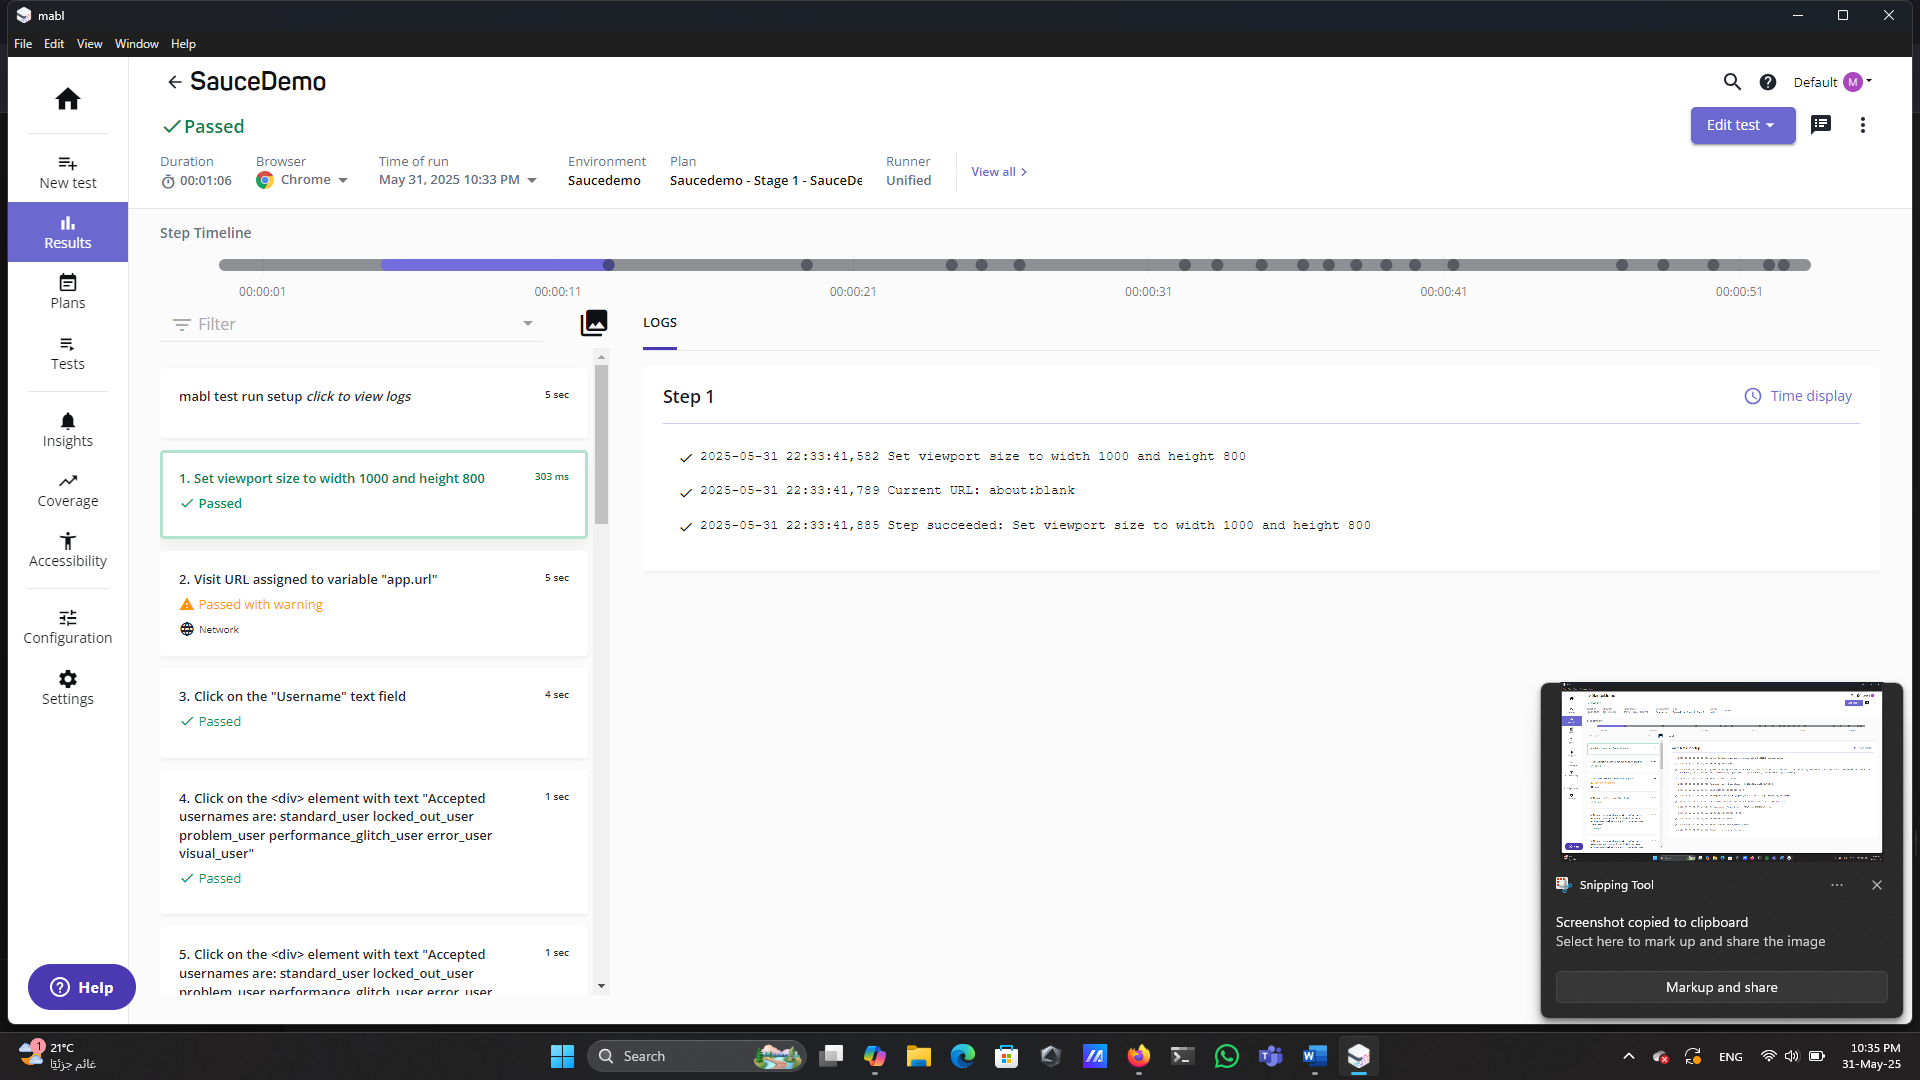 mabl
File Edit View Window Help
SauceDemo
Default M
Passed
Edit test
Duration
00:01:06
Browser
Chrome
Time of run
May 31, 2025 10:33 PM
Environment
Saucedemo
Plan
Saucedemo - Stage 1 - SauceDe
Runner
Unified
View all
New test
Results
Plans
Tests
Insights
Coverage
Accessibility
Configuration
Settings
Help
Step Timeline
00:00:01 00:00:11 00:00:21 00:00:31 00:00:41 00:00:51
Filter
mabl test run setup click to view logs 5 sec
1. Set viewport size to width 1000 and height 800 303 ms
Passed
2. Visit URL assigned to variable "app.url" 5 sec
Passed with warning
Network
3. Click on the "Username" text field 4 sec
Passed
4. Click on the <div> element with text "Accepted 1 sec
usernames are: standard_user locked_out_user
problem_user performance_glitch_user error_user
visual_user"
Passed
5. Click on the <div> element with text "Accepted 1 sec
usernames are: standard_user locked_out_user
problem_user performance_glitch_user error_user
LOGS
Step 1
Time display
2025-05-31 22:33:41,582 Set viewport size to width 1000 and height 800
2025-05-31 22:33:41,789 Current URL: about:blank
2025-05-31 22:33:41,885 Step succeeded: Set viewport size to width 1000 and height 800
Snipping Tool
Screenshot copied to clipboard
Select here to mark up and share the image
Markup and share
1
21°C
غائم جزئيًا
Search
ENG
10:35 PM
31-May-25